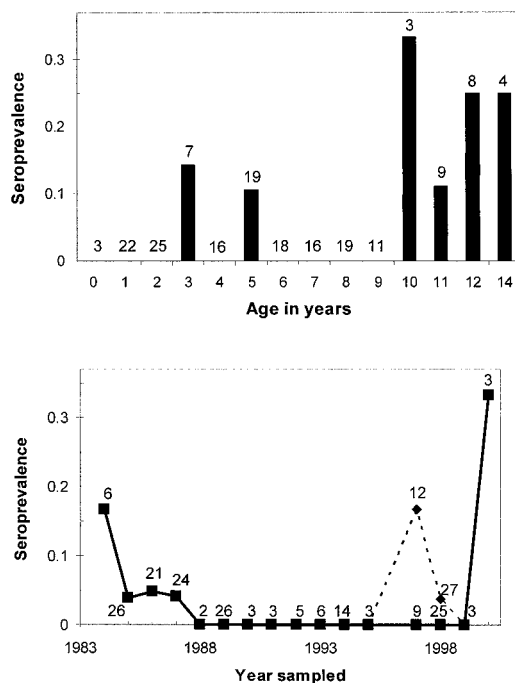 Seroprevalence
0.3
0.2
0.1
0
3 22 25 7 16 19 18 16 19 11 3 9 8 4
0 1 2 3 4 5 6 7 8 9 10 11 12 14
Age in years
Seroprevalence
0.3
0.2
0.1
0
6 26 21 24 2 26 3 3 5 6 14 3 12 9 27 25 3 3
1983 1988 1993 1998
Year sampled